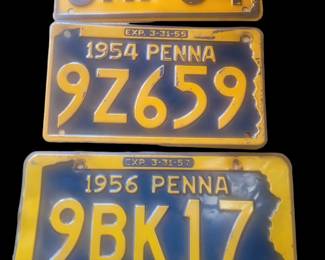 EXP. 3-31-55
1954 PENNA
9Z659
EXP. 3-31-57
1956 PENNA
9BK17